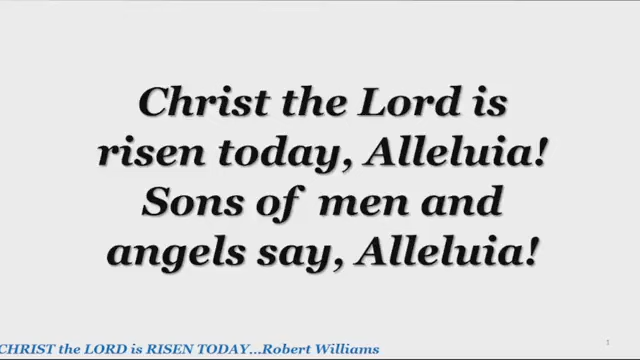 Christ the Lord is
risen today, Alleluia!
Sons of men and
angels say, Alleluia!
1
CHRIST the LORD is RISEN TODAY...Robert Williams